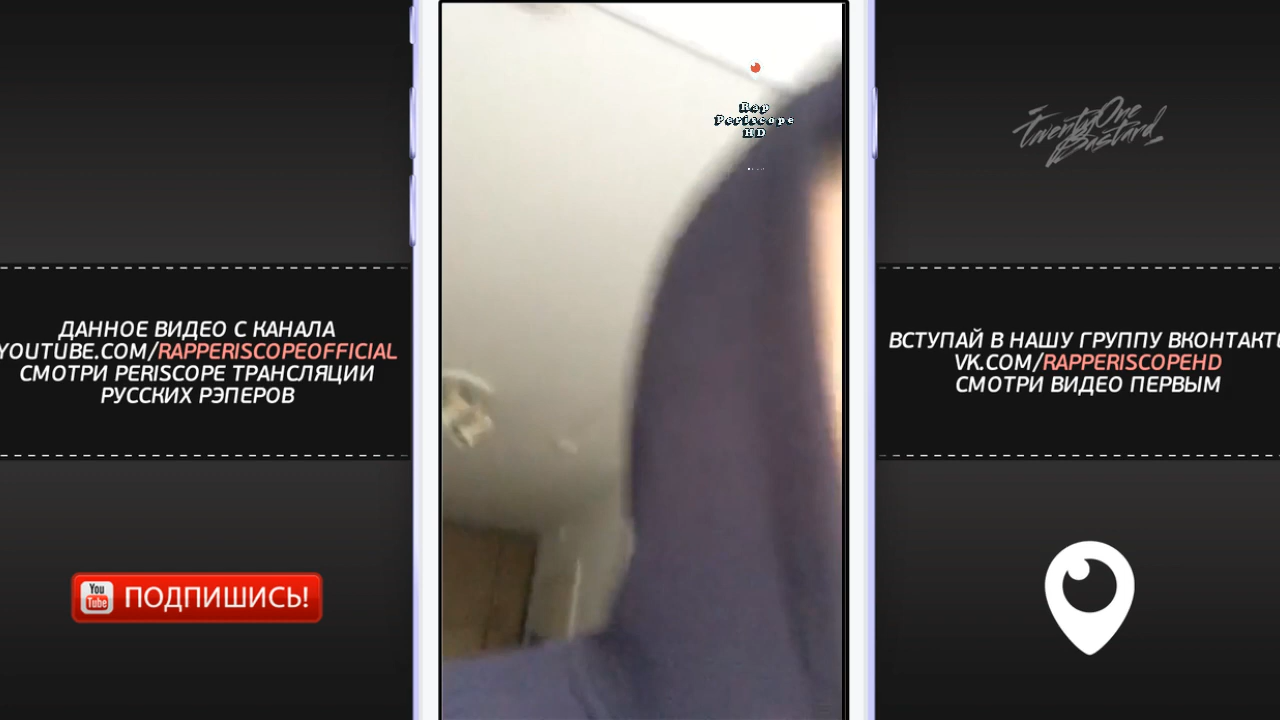 ДАННОЕ ВИДЕО С КАНАЛА
YOUTUBE.COM/RAPPERISCOPEOFFICIAL
СМОТРИ PERISCOPE ТРАНСЛЯЦИИ
РУССКИХ РЭПЕРОВ
You
Tube
ПОДПИШИСЬ!
Rap
Periscope
HD
TwentyOne
Bastard
ВСТУПАЙ В НАШУ ГРУППУ ВКОНТАКТЕ
VK.COM/RAPPERISCOPEHD
СМОТРИ ВИДЕО ПЕРВЫМ